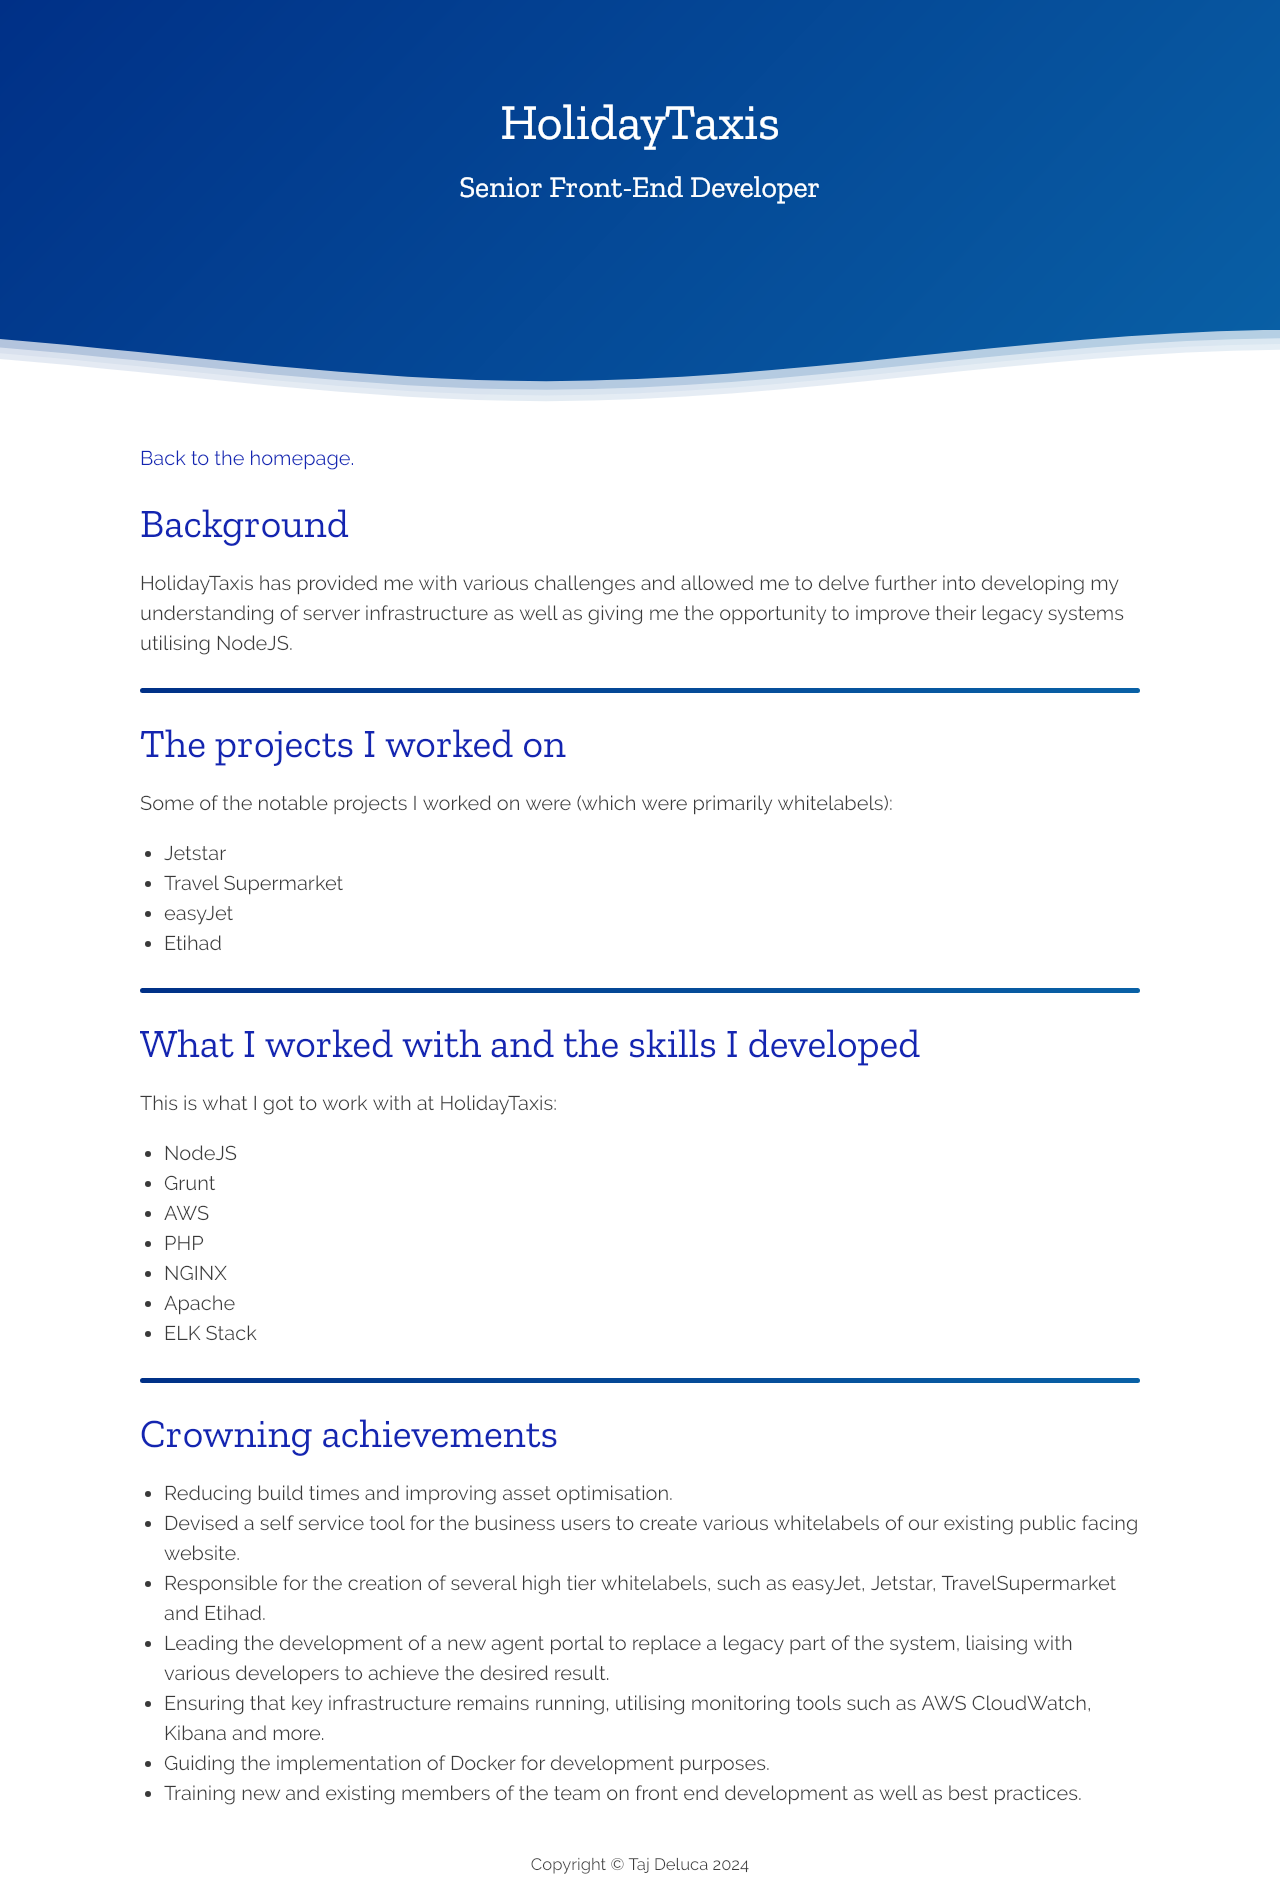 HolidayTaxis
Senior Front-End Developer
Back to the homepage.
Background
HolidayTaxis has provided me with various challenges and allowed me to delve further into developing my
understanding of server infrastructure as well as giving me the opportunity to improve their legacy systems
utilising NodeJS.
The projects I worked on
Some of the notable projects I worked on were (which were primarily whitelabels):
• Jetstar
• Travel Supermarket
• easyJet
• Etihad
What I worked with and the skills I developed
This is what I got to work with at HolidayTaxis:
• NodeJS
• Grunt
• AWS
• PHP
• NGINX
• Apache
• ELK Stack
Crowning achievements
• Reducing build times and improving asset optimisation.
• Devised a self service tool for the business users to create various whitelabels of our existing public facing
website.
• Responsible for the creation of several high tier whitelabels, such as easyJet, Jetstar, TravelSupermarket
and Etihad.
• Leading the development of a new agent portal to replace a legacy part of the system, liaising with
various developers to achieve the desired result.
• Ensuring that key infrastructure remains running, utilising monitoring tools such as AWS CloudWatch,
Kibana and more.
• Guiding the implementation of Docker for development purposes.
• Training new and existing members of the team on front end development as well as best practices.
Copyright © Taj Deluca 2024